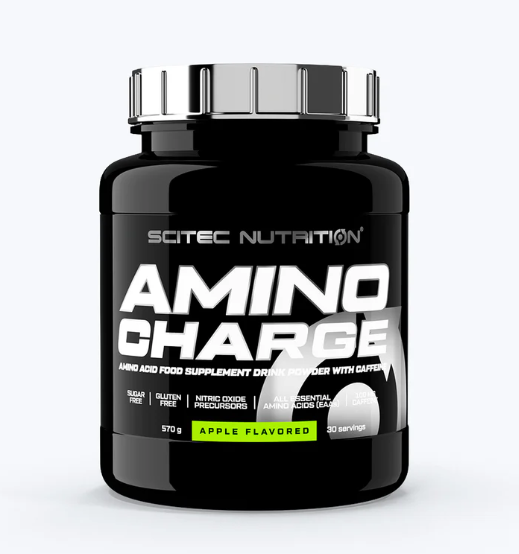 SCITEC NUTRITION®
AMINO
CHARGE
AMINO ACID FOOD SUPPLEMENT DRINK POWDER WITH CAFFEINE
SUGAR FREE | GLUTEN FREE | NITRIC OXIDE PRECURSORS | ALL ESSENTIAL AMINO ACIDS (EAA)
570 g
APPLE FLAVORED
30 servings